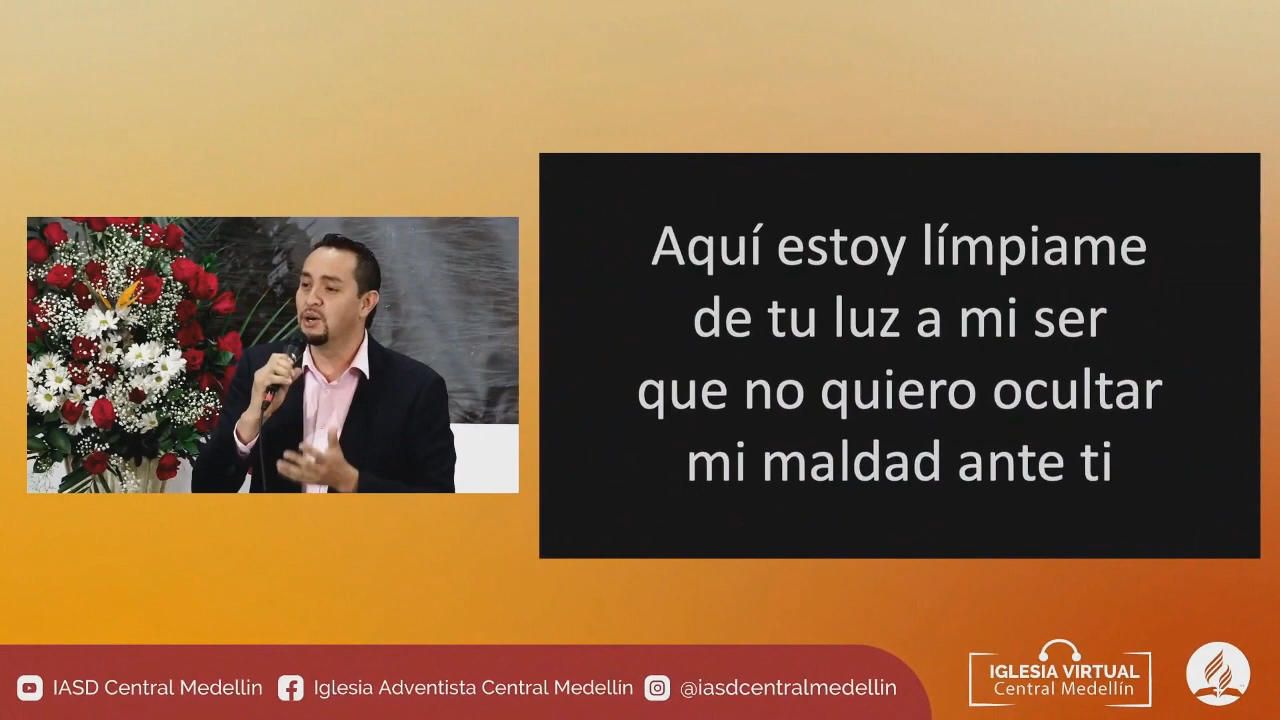 Aquí estoy límpiame
de tu luz a mi ser
que no quiero ocultar
mi maldad ante ti
IASD Central Medellin
Iglesia Adventista Central Medellín
@iasdcentralmedellin
IGLESIA VIRTUAL
Central Medellín